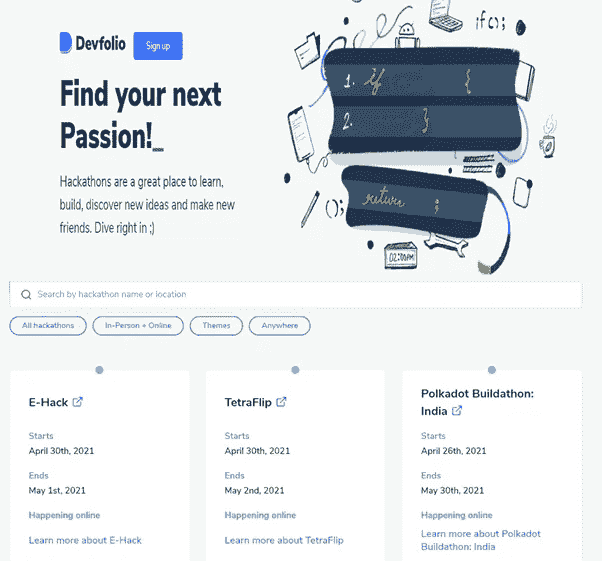 Devfolio
Sign up
if();
Find your next
Passion!_
1. if {
2. }
Hackathons are a great place to learn,
build, discover new ideas and make new
friends. Dive right in ;)
return ;
();
02:00PM
Search by hackathon name or location
All hackathons
In-Person + Online
Themes
Anywhere
E-Hack
Starts
April 30th, 2021
Ends
May 1st, 2021
Happening online
Learn more about E-Hack
TetraFlip
Starts
April 30th, 2021
Ends
May 2nd, 2021
Happening online
Learn more about TetraFlip
Polkadot Buildathon:
India
Starts
April 26th, 2021
Ends
May 30th, 2021
Happening online
Learn more about Polkadot
Buildathon: India